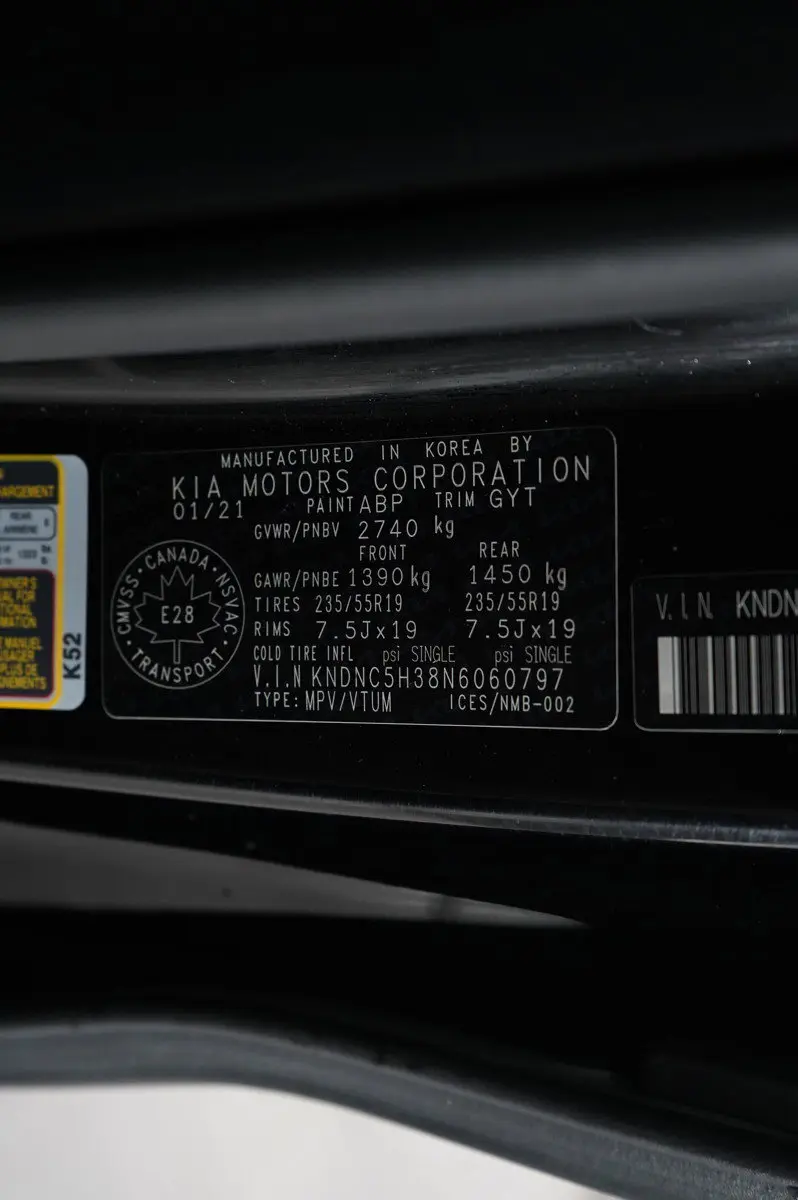 MANUFACTURED IN KOREA BY
KIA MOTORS CORPORATION
01/21 PAINT ABP TRIM GYT
GVWR/PNBV 2740 kg
FRONT REAR
GAWR/PNBE 1390 kg 1450 kg
TIRES 235/55R19 235/55R19
RIMS 7.5Jx19 7.5Jx19
COLD TIRE INFL psi SINGLE psi SINGLE
V.I.N KNDNC5H38N6060797
TYPE: MPV/VTUM ICES/NMB-002
CMVSS • CANADA • NSVAC • TRANSPORT •
E28
K52
V.I.N. KNDN